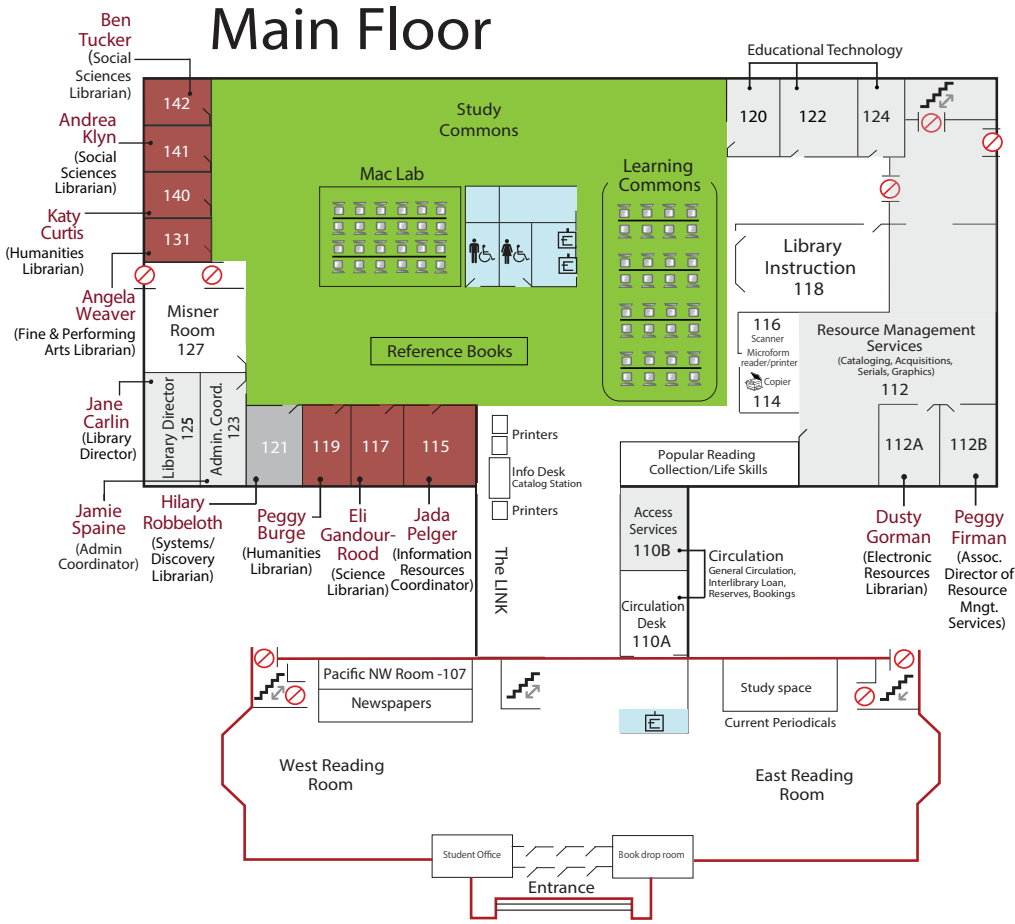 Main Floor
Ben
Tucker
(Social
Sciences
Librarian)
Andrea
Klyn
(Social
Sciences
Librarian)
Katy
Curtis
(Humanities
Librarian)
Angela
Weaver
(Fine & Performing
Arts Librarian)
Jane
Carlin
(Library
Director)
142
141
140
131
Misner
Room
127
Library Director
125
Admin. Coord.
123
Study
Commons
Mac Lab
Learning
Commons
Reference Books
Educational Technology
120
122
124
Library
Instruction
118
116
Scanner
Microform
reader/printer
Copier
114
Resource Management
Services
(Cataloging, Acquisitions,
Serials, Graphics)
112
112A
112B
121
119
117
115
Printers
Info Desk
Catalog Station
Printers
Popular Reading
Collection/Life Skills
Jamie
Spaine
(Admin
Coordinator)
Hilary
Robbeloth
(Systems/
Discovery
Librarian)
Peggy
Burge
(Humanities
Librarian)
Eli
Gandour-
Rood
(Science
Librarian)
Jada
Pelger
(Information
Resources
Coordinator)
The LINK
Access
Services
110B
Circulation
General Circulation,
Interlibrary Loan,
Reserves, Bookings
Circulation
Desk
110A
Dusty
Gorman
(Electronic
Resources
Librarian)
Peggy
Firman
(Assoc.
Director of
Resource
Mngt.
Services)
Pacific NW Room -107
Newspapers
Study space
Current Periodicals
E
E
E
West Reading
Room
East Reading
Room
Student Office
Book drop room
Entrance